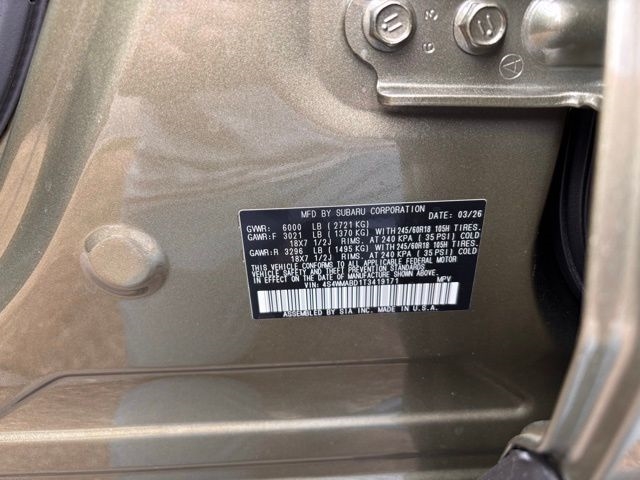 6 8
A
MFD BY SUBARU CORPORATION DATE: 03/26
GVWR: 6000 LB (2721 KG)
GAWR:F 3021 LB (1370 KG) WITH 245/60R18 105H TIRES.
18X7 1/2J RIMS. AT 240 KPA ( 35 PSI) COLD
GAWR:R 3296 LB (1495 KG) WITH 245/60R18 105H TIRES.
18X7 1/2J RIMS. AT 240 KPA ( 35 PSI) COLD
THIS VEHICLE CONFORMS TO ALL APPLICABLE FEDERAL MOTOR
VEHICLE SAFETY AND THEFT PREVENTION STANDARDS
IN EFFECT ON THE DATE OF MANUFACTURE SHOWN ABOVE.
VIN: 4S4WMABD1T3419171 MPV
ASSEMBLED BY SIA INC. MADE IN U.S.A.